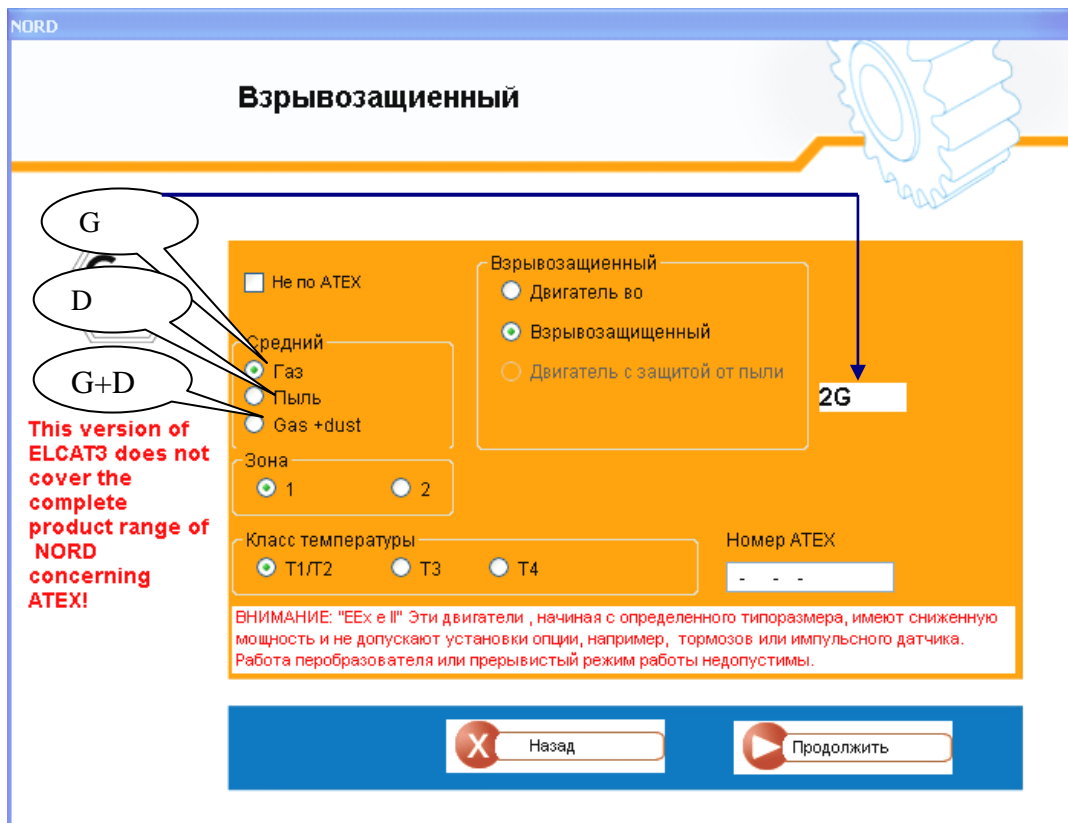 NORD
Взрывозащиенный
G
D
G+D
This version of
ELCAT3 does not
cover the
complete
product range of
NORD
concerning
ATEX!
Не по ATEX
Средний
Газ
Пыль
Gas +dust
Взрывозащиенный
Двигатель во
Взрывозащищенный
Двигатель с защитой от пыли
2G
Зона
1 2
Класс температуры
T1/T2 T3 T4
Номер ATEX
- - -
ВНИМАНИЕ: "EEx e II" Эти двигатели , начиная с определенного типоразмера, имеют сниженную
мощность и не допускают установки опции, например, тормозов или импульсного датчика.
Работа перобразователя или прерывистый режим работы недопустимы.
X Назад
Продолжить